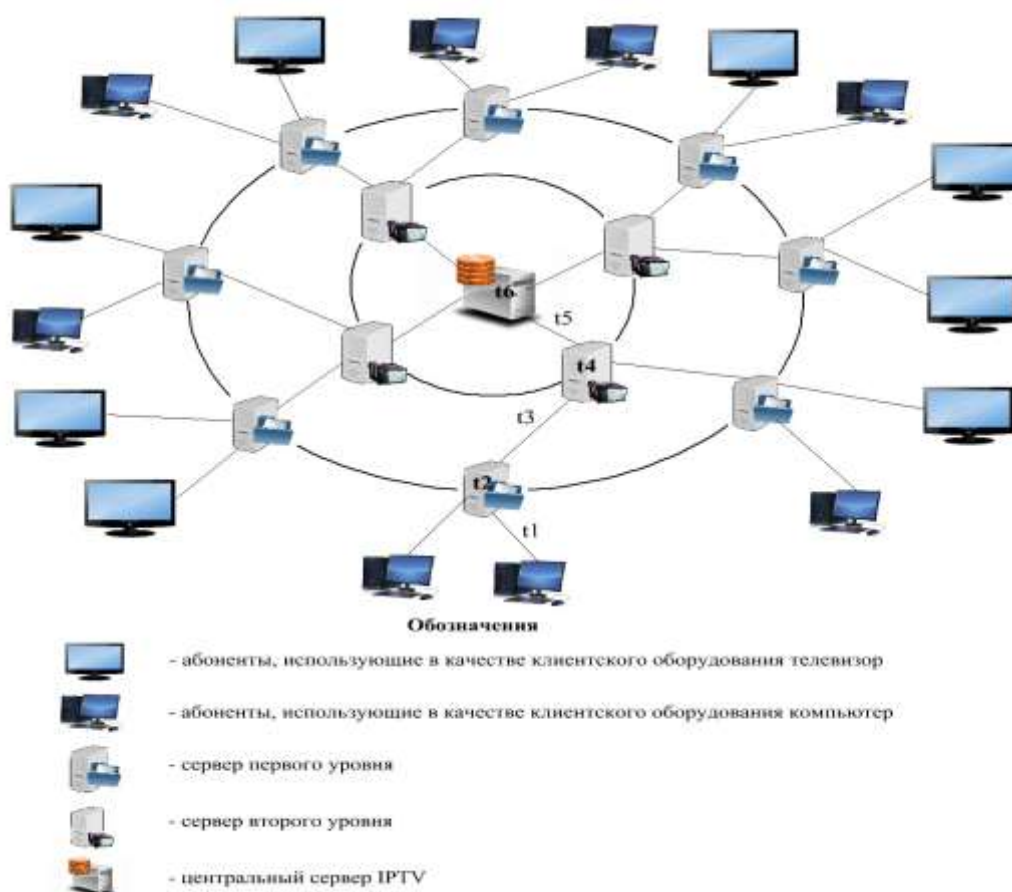 t6
t5
t4
t3
t2
t1
Обозначения
- абоненты, использующие в качестве клиентского оборудования телевизор
- абоненты, использующие в качестве клиентского оборудования компьютер
- сервер первого уровня
- сервер второго уровня
- центральный сервер IPTV